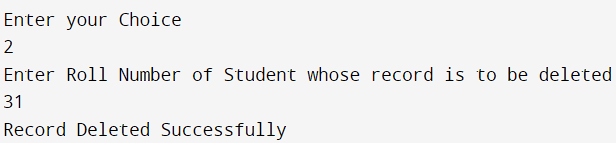 Enter your Choice
2
Enter Roll Number of Student whose record is to be deleted
31
Record Deleted Successfully